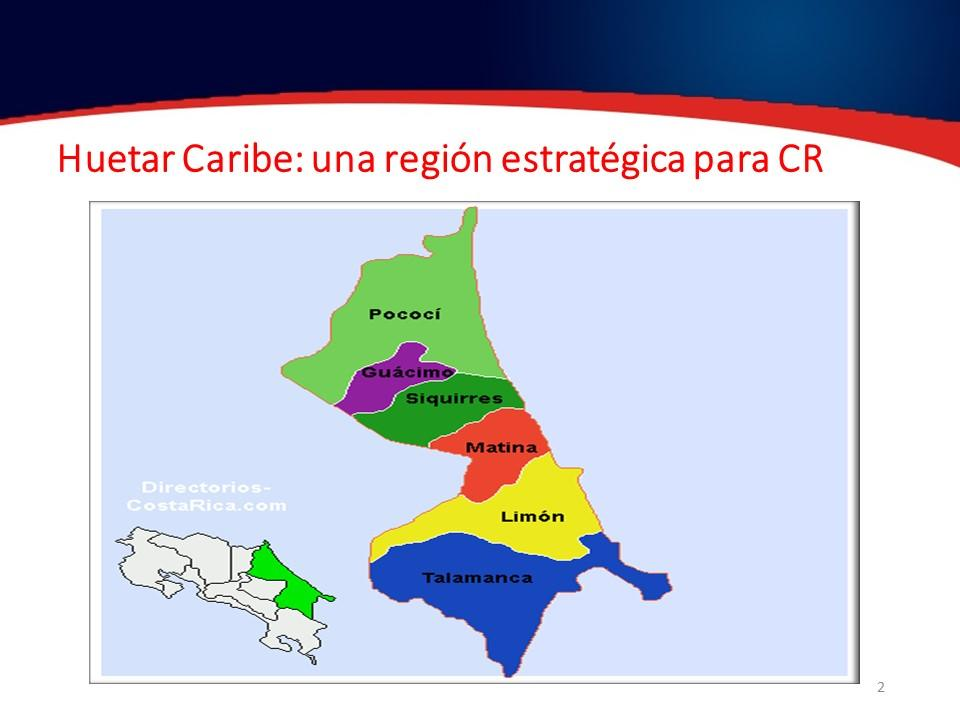 Huetar Caribe: una región estratégica para CR
Pococí
Guácimo
Siquirres
Matina
Directorios-
CostaRica.com
Limón
Talamanca
2